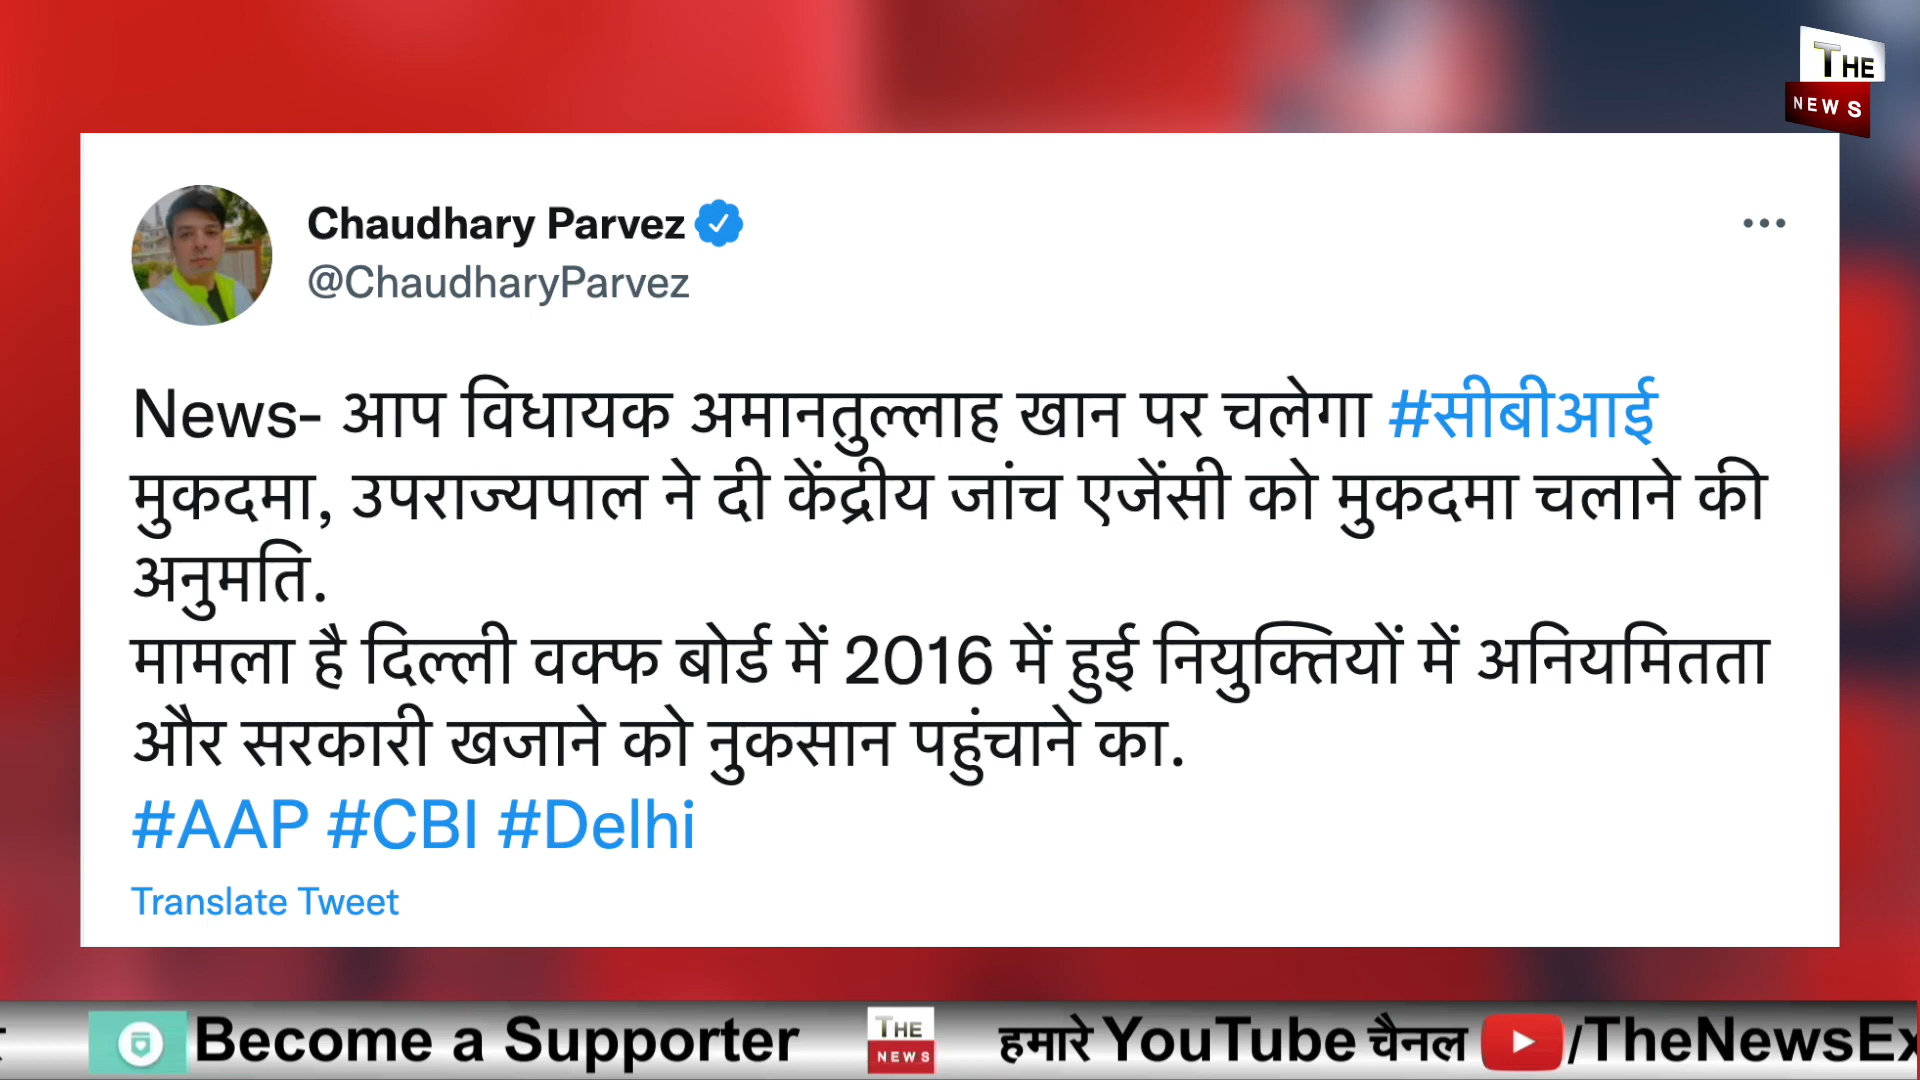 THE
NEWS
Chaudhary Parvez
@ChaudharyParvez
News- आप विधायक अमानतुल्लाह खान पर चलेगा #सीबीआई
मुकदमा, उपराज्यपाल ने दी केंद्रीय जांच एजेंसी को मुकदमा चलाने की
अनुमति.
मामला है दिल्ली वक्फ बोर्ड में 2016 में हुई नियुक्तियों में अनियमितता
और सरकारी खजाने को नुकसान पहुंचाने का.
#AAP #CBI #Delhi
Translate Tweet
Become a Supporter THE NEWS हमारे YouTube चैनल /TheNewsEx